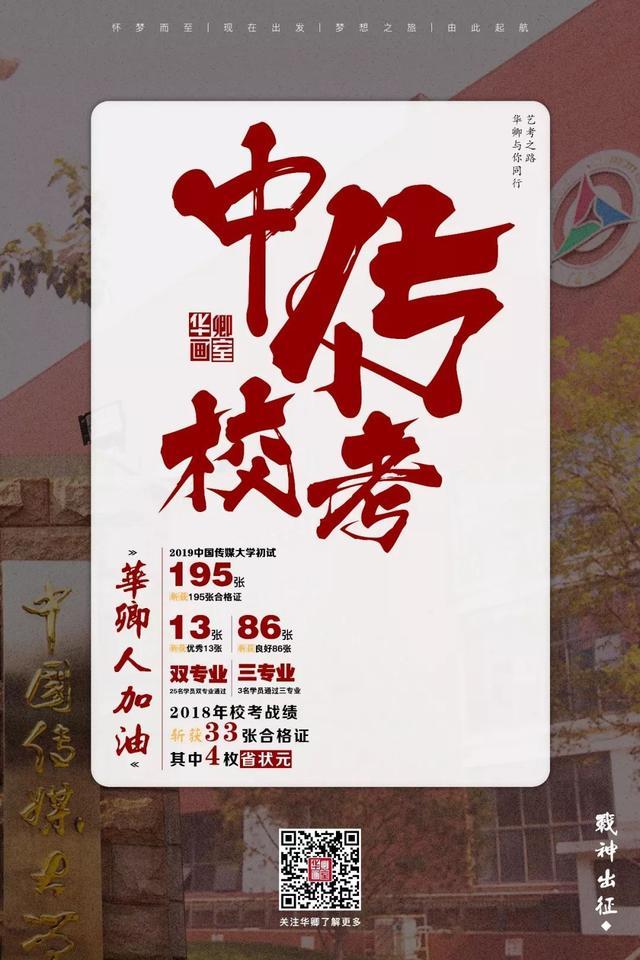 怀梦而至|现在出发|梦想之旅|由此起航
艺考之路
华卿与你同行
中传
校考
华卿
画室
华卿人加油
2019中国传媒大学初试
195张
斩获195张合格证
13张
斩获优秀13张
86张
斩获良好86张
双专业
25名学员双专业通过
三专业
3名学员通过三专业
2018年校考战绩
斩获33张合格证
其中4枚省状元
中国传媒大学
戰神出征
华卿
画室
关注华卿了解更多